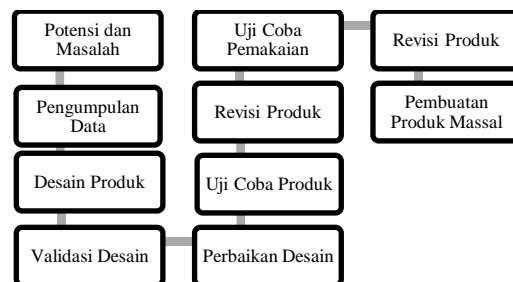 Potensi dan
Masalah
Pengumpulan
Data
Desain Produk
Validasi Desain
Perbaikan Desain
Uji Coba Produk
Revisi Produk
Uji Coba
Pemakaian
Revisi Produk
Pembuatan
Produk Massal